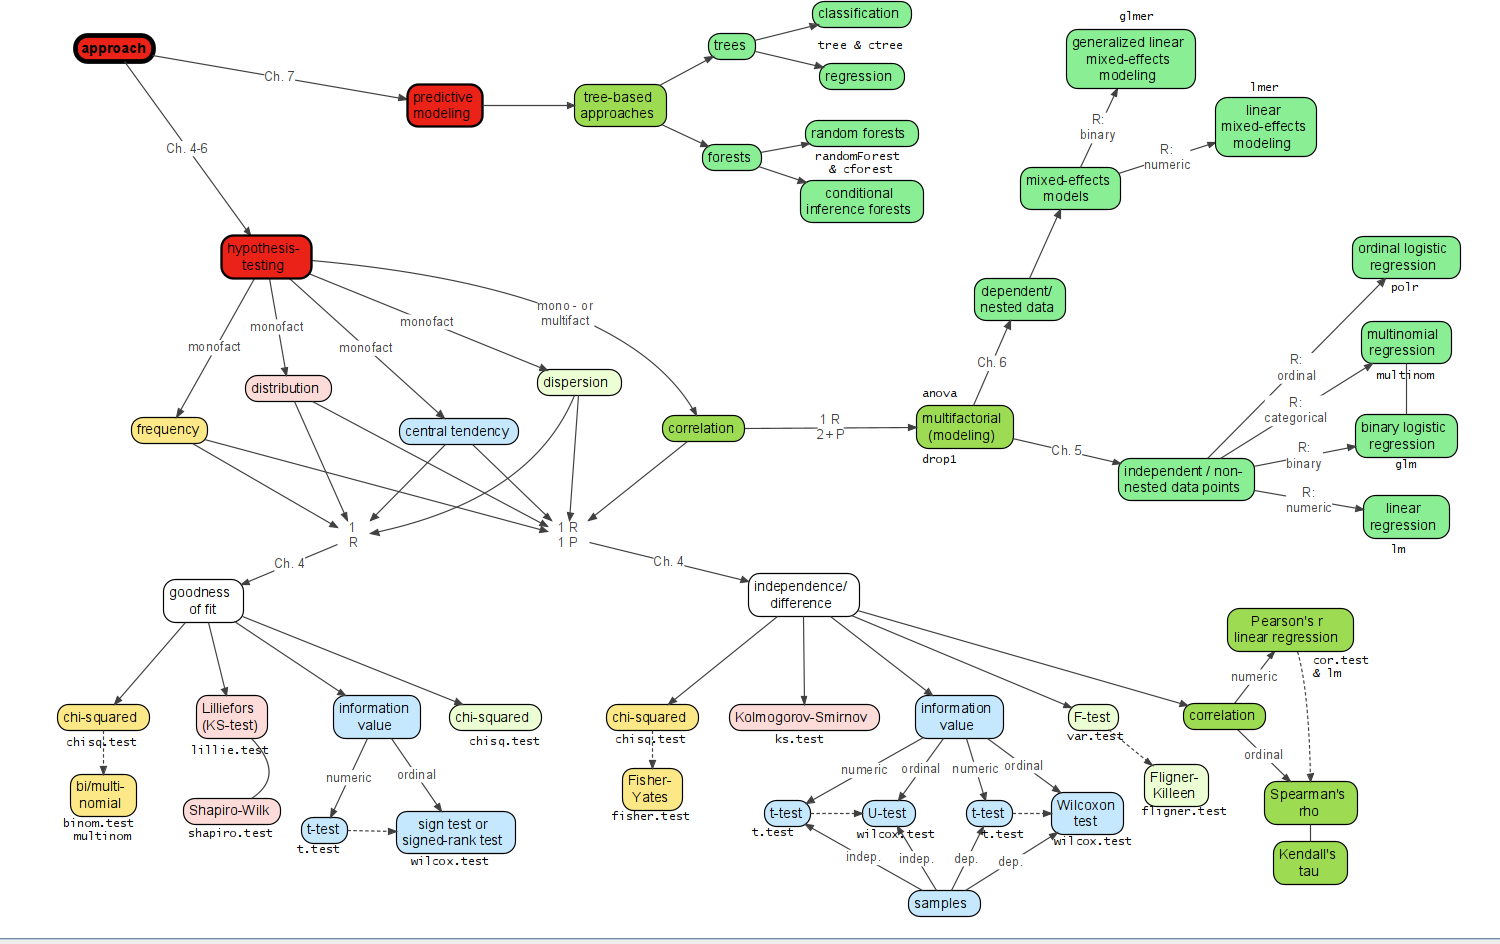 approach
Ch. 7
predictive
modeling
tree-based
approaches
trees
classification
tree & ctree
regression
forests
random forests
randomForest
& cforest
conditional
inference forests
glmer
generalized linear
mixed-effects
modeling
lmer
linear
mixed-effects
modeling
R:
binary
R:
numeric
mixed-effects
models
Ch. 4-6
hypothesis-
testing
monofact
monofact
monofact
monofact
mono- or
multifact
frequency
distribution
central tendency
dispersion
correlation
1 R
2+P
anova
multifactorial
(modeling)
drop1
Ch. 6
dependent/
nested data
Ch. 5
independent / non-
nested data points
R:
ordinal
R:
categorical
R:
binary
R:
numeric
ordinal logistic
regression
polr
multinomial
regression
multinom
binary logistic
regression
glm
linear
regression
lm
1
R
1 R
1 P
Ch. 4
goodness
of fit
Ch. 4
independence/
difference
chi-squared
chisq.test
bi/multi-
nomial
binom.test
multinom
Lilliefors
(KS-test)
lillie.test
Shapiro-Wilk
shapiro.test
information
value
numeric
ordinal
t-test
t.test
sign test or
signed-rank test
wilcox.test
chi-squared
chisq.test
chi-squared
chisq.test
Fisher-
Yates
fisher.test
Kolmogorov-Smirnov
ks.test
information
value
numeric
ordinal
numeric
ordinal
t-test
t.test
U-test
wilcox.test
t-test
t.test
Wilcoxon
test
wilcox.test
indep.
indep.
dep.
dep.
samples
F-test
var.test
Fligner-
Killeen
fligner.test
correlation
numeric
ordinal
Pearson's r
linear regression
cor.test
& lm
Spearman's
rho
Kendall's
tau